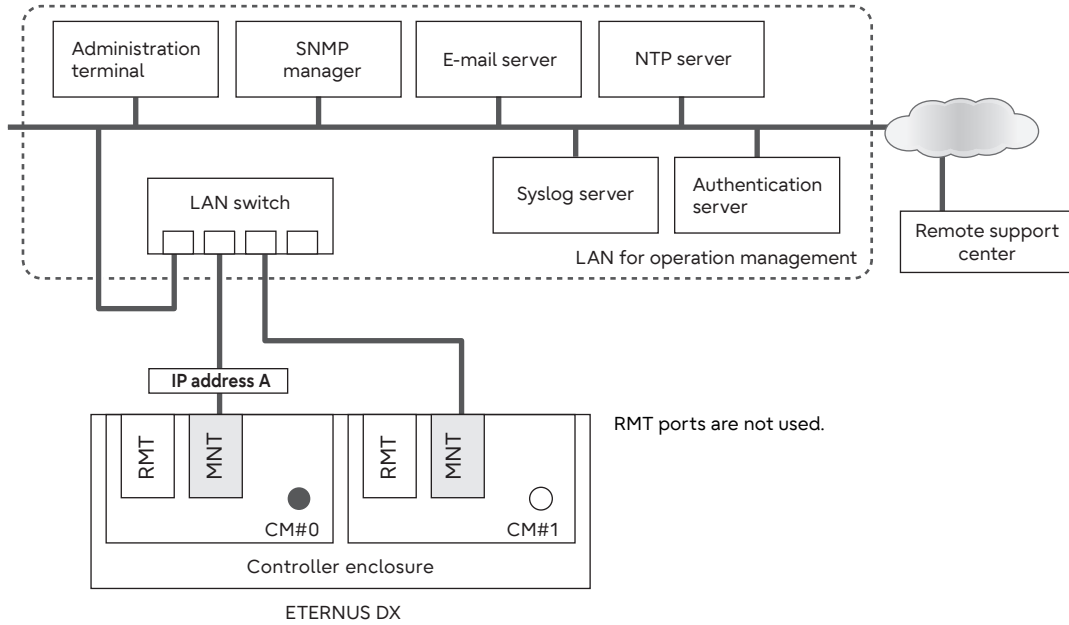 Administration
terminal
SNMP
manager
E-mail server
NTP server
Syslog server
Authentication
server
LAN switch
LAN for operation management
Remote support
center
IP address A
RMT ports are not used.
RMT
MNT
RMT
MNT
CM#0
CM#1
Controller enclosure
ETERNUS DX